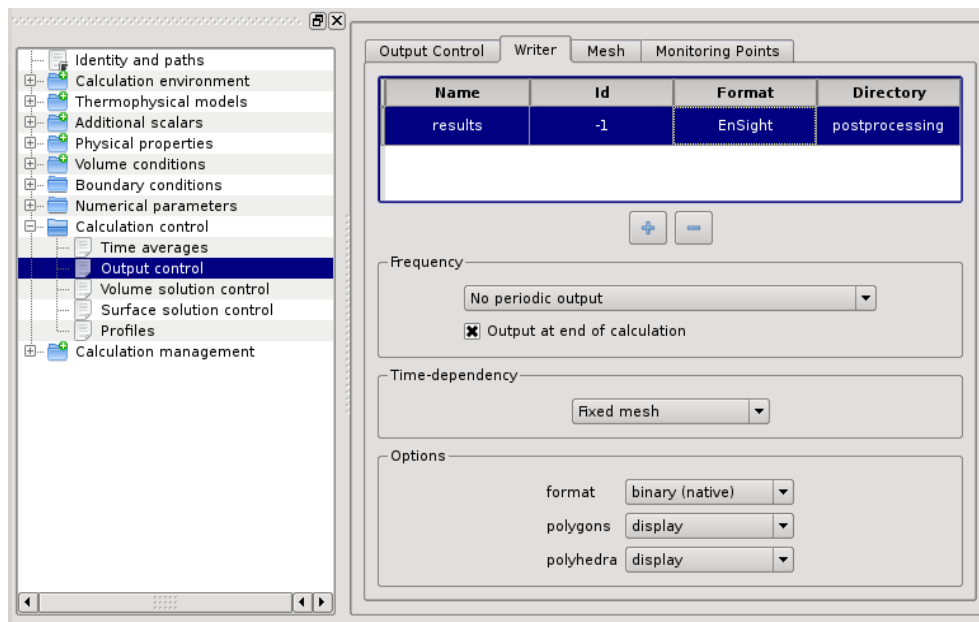 Identity and paths
Calculation environment
Thermophysical models
Additional scalars
Physical properties
Volume conditions
Boundary conditions
Numerical parameters
Calculation control
Time averages
Output control
Volume solution control
Surface solution control
Profiles
Calculation management
Output Control Writer Mesh Monitoring Points
Name Id Format Directory
results -1 EnSight postprocessing
Frequency
No periodic output
Output at end of calculation
Time-dependency
Fixed mesh
Options
format binary (native)
polygons display
polyhedra display